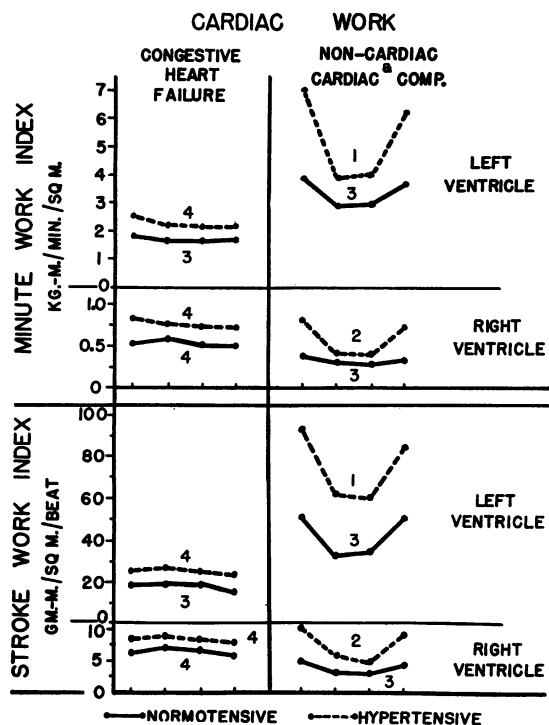 CARDIAC WORK
CONGESTIVE
HEART
FAILURE
NON-CARDIAC
&
CARDIAC COMP.
MINUTE WORK INDEX
KG.-M./MIN./SQ M.
7
6
5
4
3
2
1
0
4
3
1
3
LEFT
VENTRICLE
1.0
0.5
0
4
4
2
3
RIGHT
VENTRICLE
STROKE WORK INDEX
GM.-M./SQ M./BEAT
100
80
60
40
20
0
4
3
1
3
LEFT
VENTRICLE
10
5
0
4
4
2
3
RIGHT
VENTRICLE
NORMOTENSIVE
HYPERTENSIVE